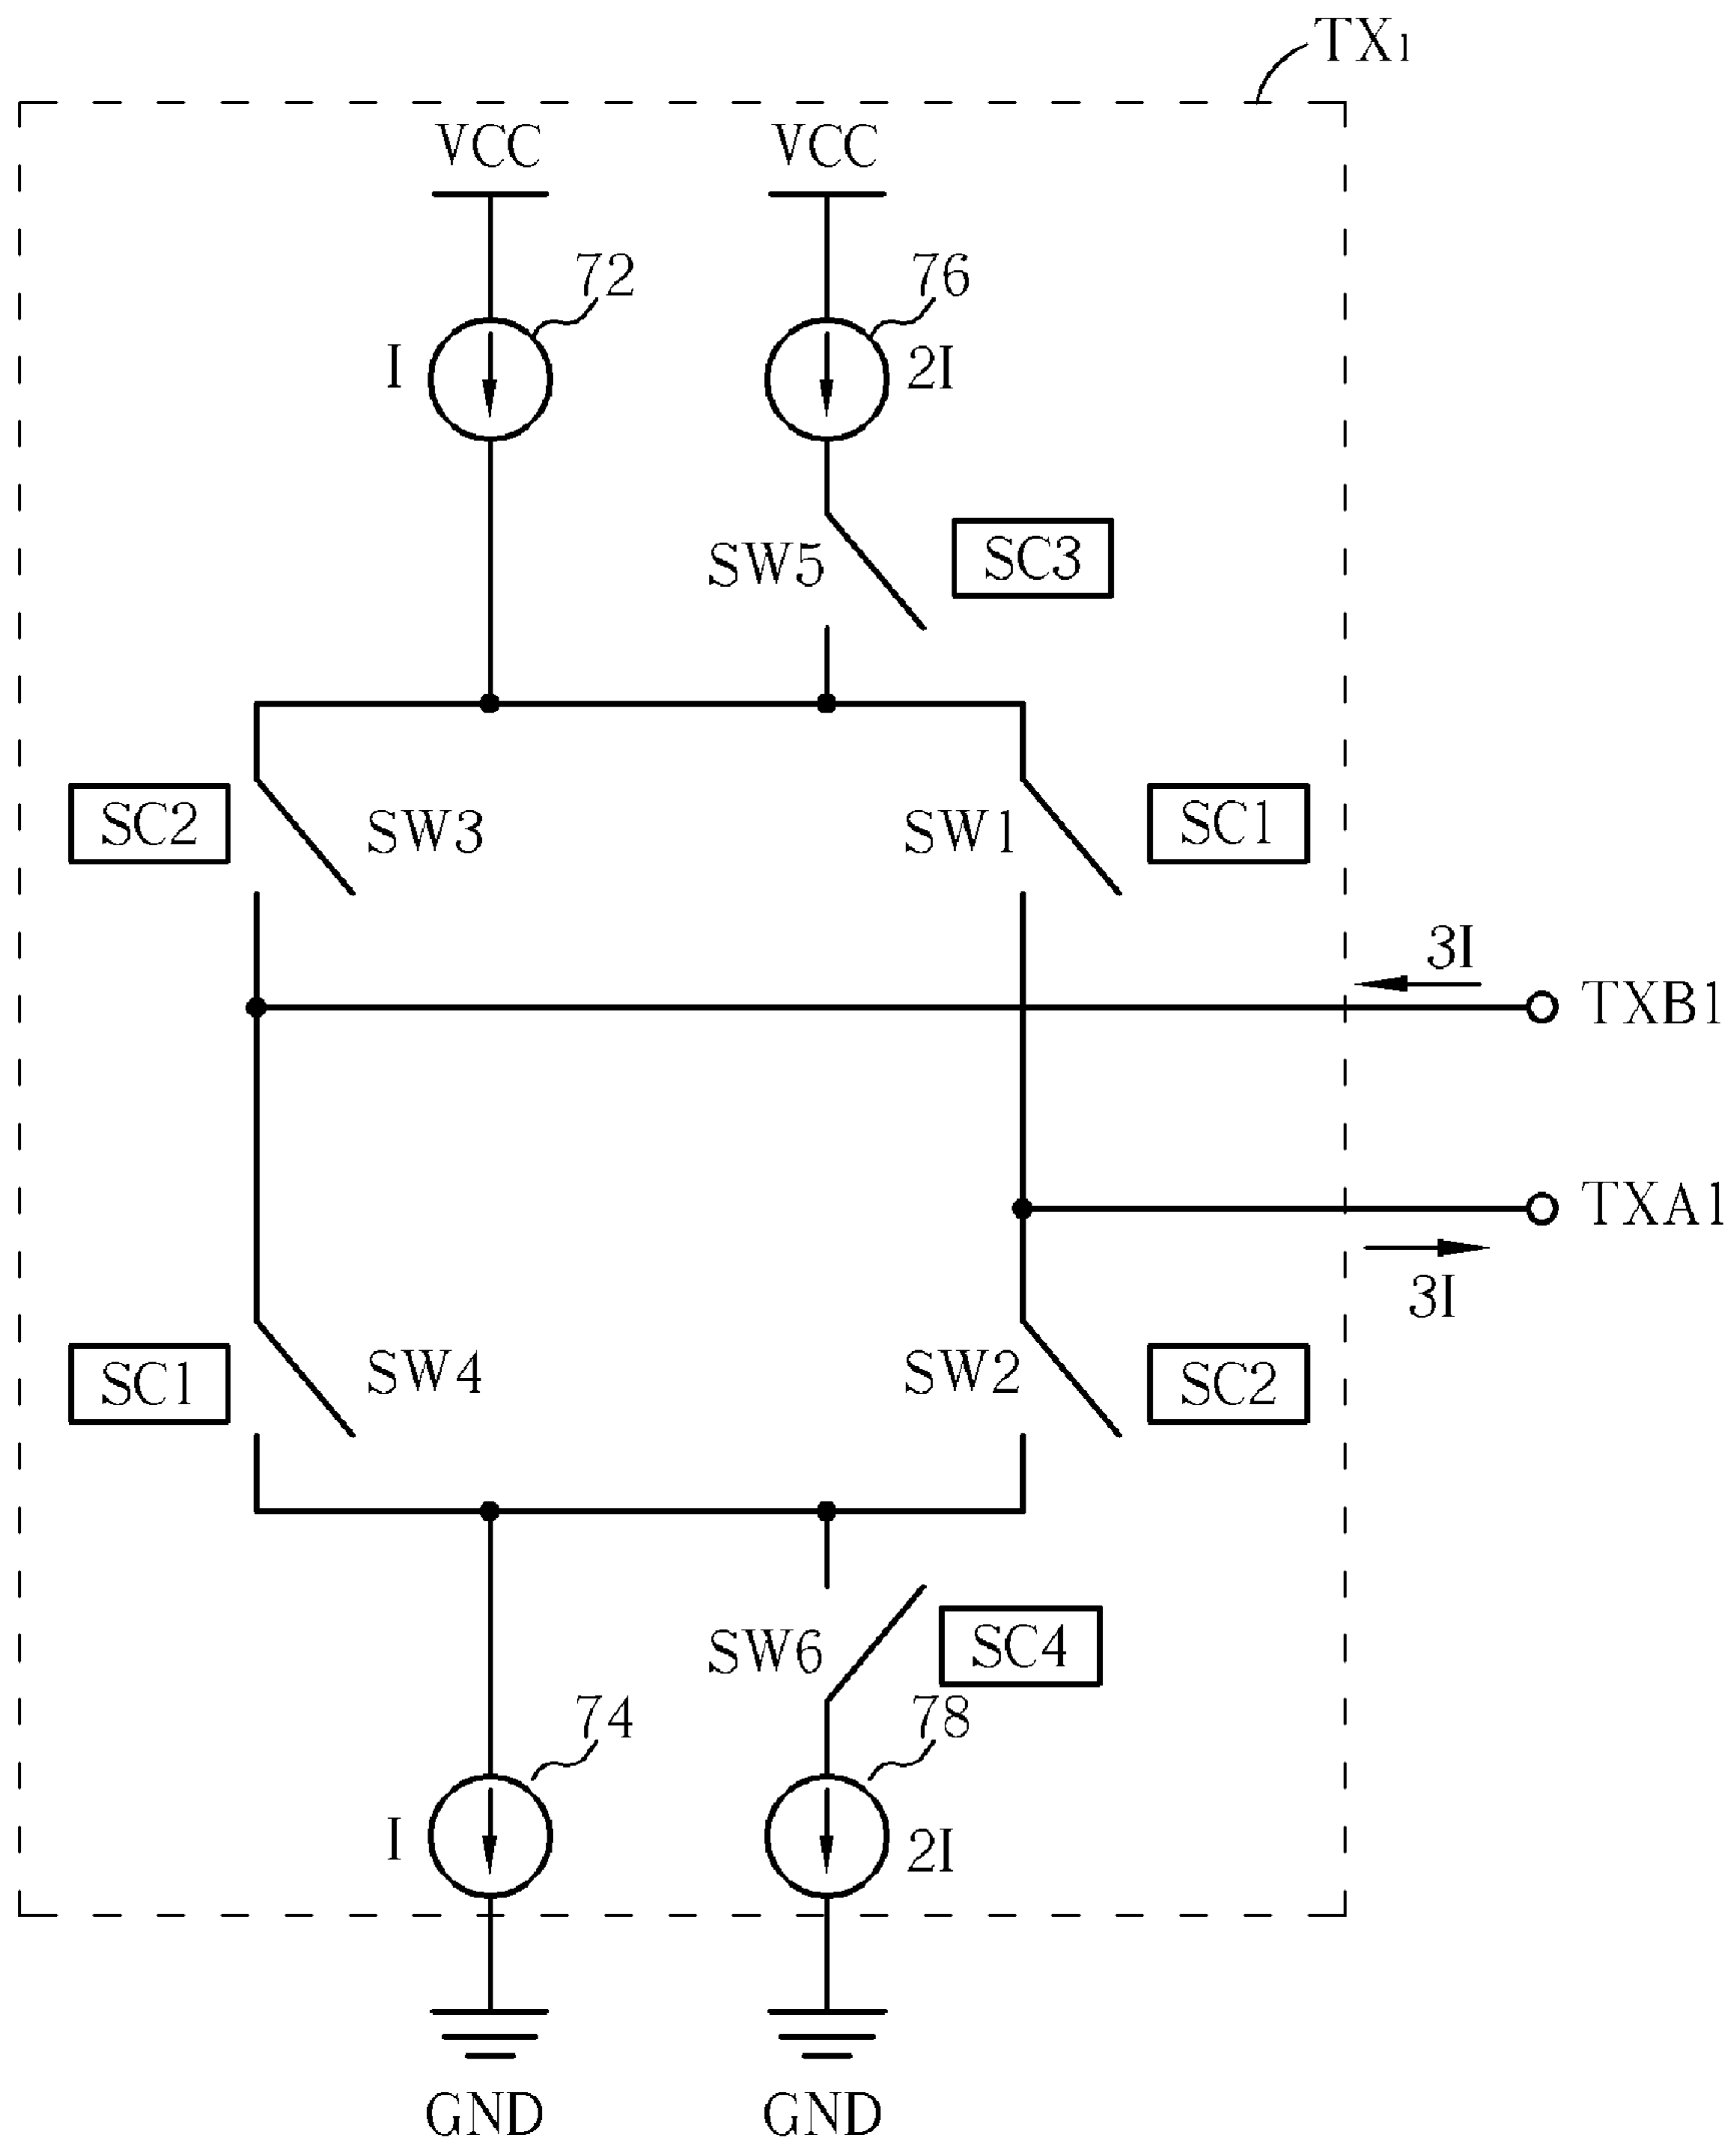 TX1
VCC VCC
72 76
I 2I
SW5 SC3
SC2 SW3 SW1 SC1
3I
TXB1
TXA1
3I
SC1 SW4 SW2 SC2
SW6 SC4
74 78
I 2I
GND GND